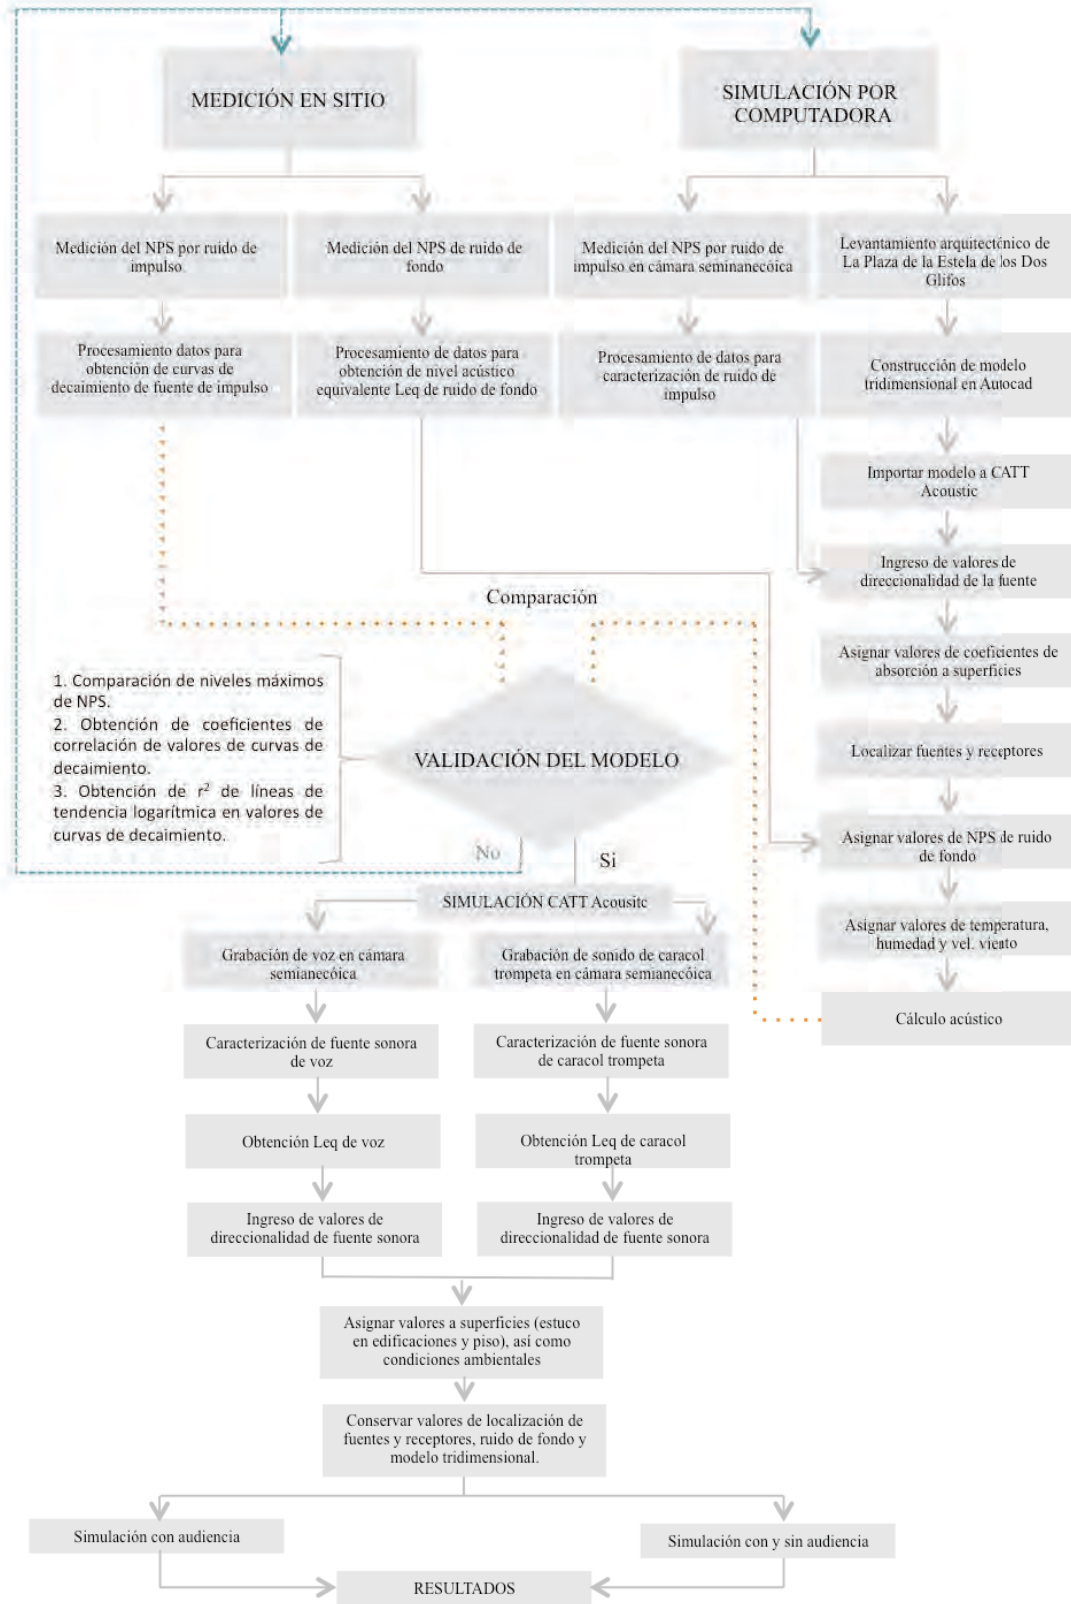 MEDICIÓN EN SITIO
SIMULACIÓN POR
COMPUTADORA
Medición del NPS por ruido de
impulso.
Medición del NPS de ruido de
fondo
Medición del NPS por ruido de
impulso en cámara seminanecóica
Levantamiento arquitectónico de
La Plaza de la Estela de los Dos
Glifos
Procesamiento datos para
obtención de curvas de
decaimiento de fuente de impulso
Procesamiento de datos para
obtención de nivel acústico
equivalente Leq de ruido de fondo
Procesamiento de datos para
caracterización de ruido de
impulso
Construcción de modelo
tridimensional en Autocad
Importar modelo a CATT
Acoustic
Ingreso de valores de
direccionalidad de la fuente
Comparación
Asignar valores de coeficientes de
absorción a superficies
1. Comparación de niveles máximos
de NPS.
2. Obtención de coeficientes de
correlación de valores de curvas de
decaimiento.
3. Obtención de r² de líneas de
tendencia logarítmica en valores de
curvas de decaimiento.
VALIDACIÓN DEL MODELO
Localizar fuentes y receptores
Asignar valores de NPS de ruido
de fondo
No
Si
SIMULACIÓN CATT Acousitc
Asignar valores de temperatura,
humedad y vel. viento
Grabación de voz en cámara
semianecóica
Grabación de sonido de caracol
trompeta en cámara semianecóica
Cálculo acústico
Caracterización de fuente sonora
de voz
Caracterización de fuente sonora
de caracol trompeta
Obtención Leq de voz
Obtención Leq de caracol
trompeta
Ingreso de valores de
direccionalidad de fuente sonora
Ingreso de valores de
direccionalidad de fuente sonora
Asignar valores a superficies (estuco
en edificaciones y piso), así como
condiciones ambientales
Conservar valores de localización de
fuentes y receptores, ruido de fondo y
modelo tridimensional.
Simulación con audiencia
Simulación con y sin audiencia
RESULTADOS